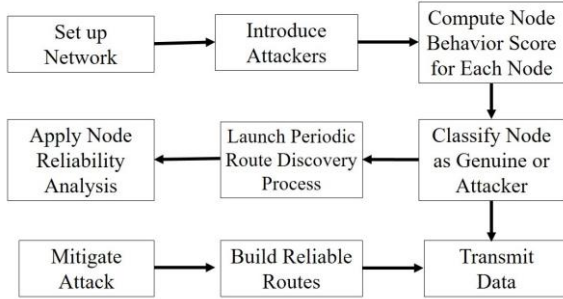 Set up
Network
Introduce
Attackers
Compute Node
Behavior Score
for Each Node
Apply Node
Reliability
Analysis
Launch Periodic
Route Discovery
Process
Classify Node
as Genuine or
Attacker
Mitigate
Attack
Build Reliable
Routes
Transmit
Data